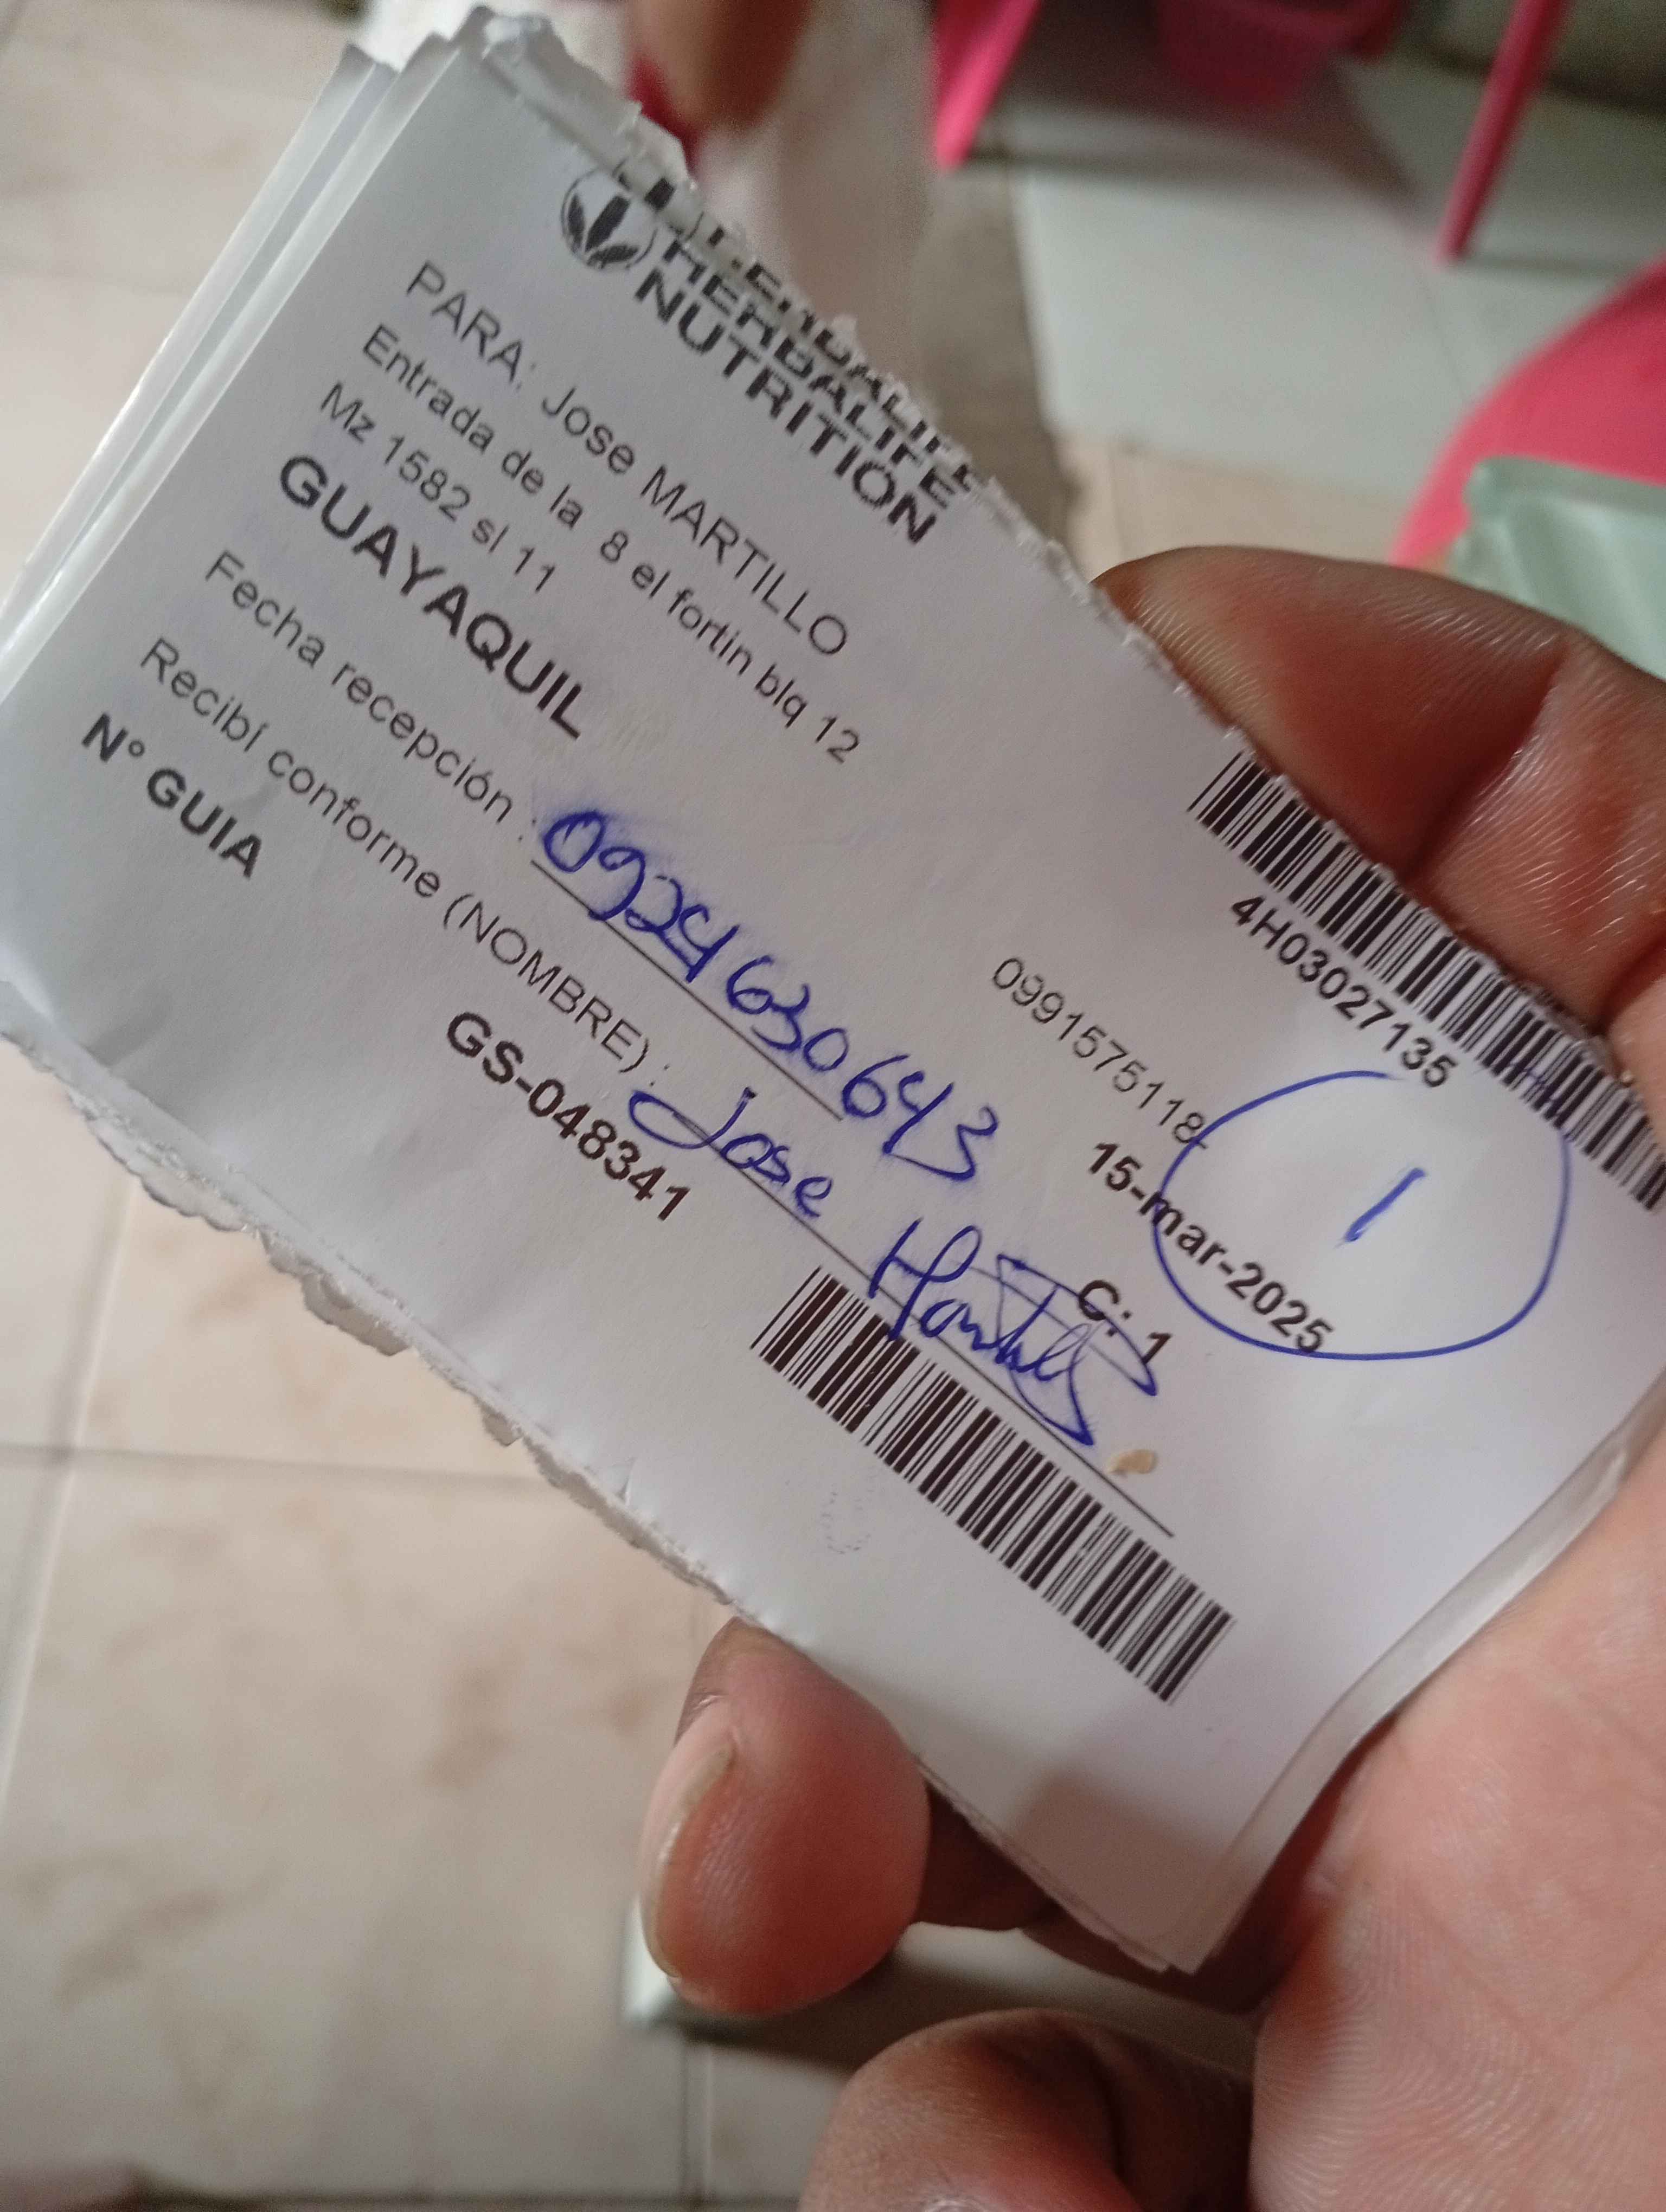 HERBALIFE
NUTRITION
4H03027135
PARA: Jose MARTILLO
Entrada de la 8 el fortin blq 12
Mz 1582 sl 11
0991575118-
1
GUAYAQUIL
15-mar-2025
Fecha recepción : 0924630643
C: 1
Recibí conforme (NOMBRE) : Jose
N° GUIA GS-048341